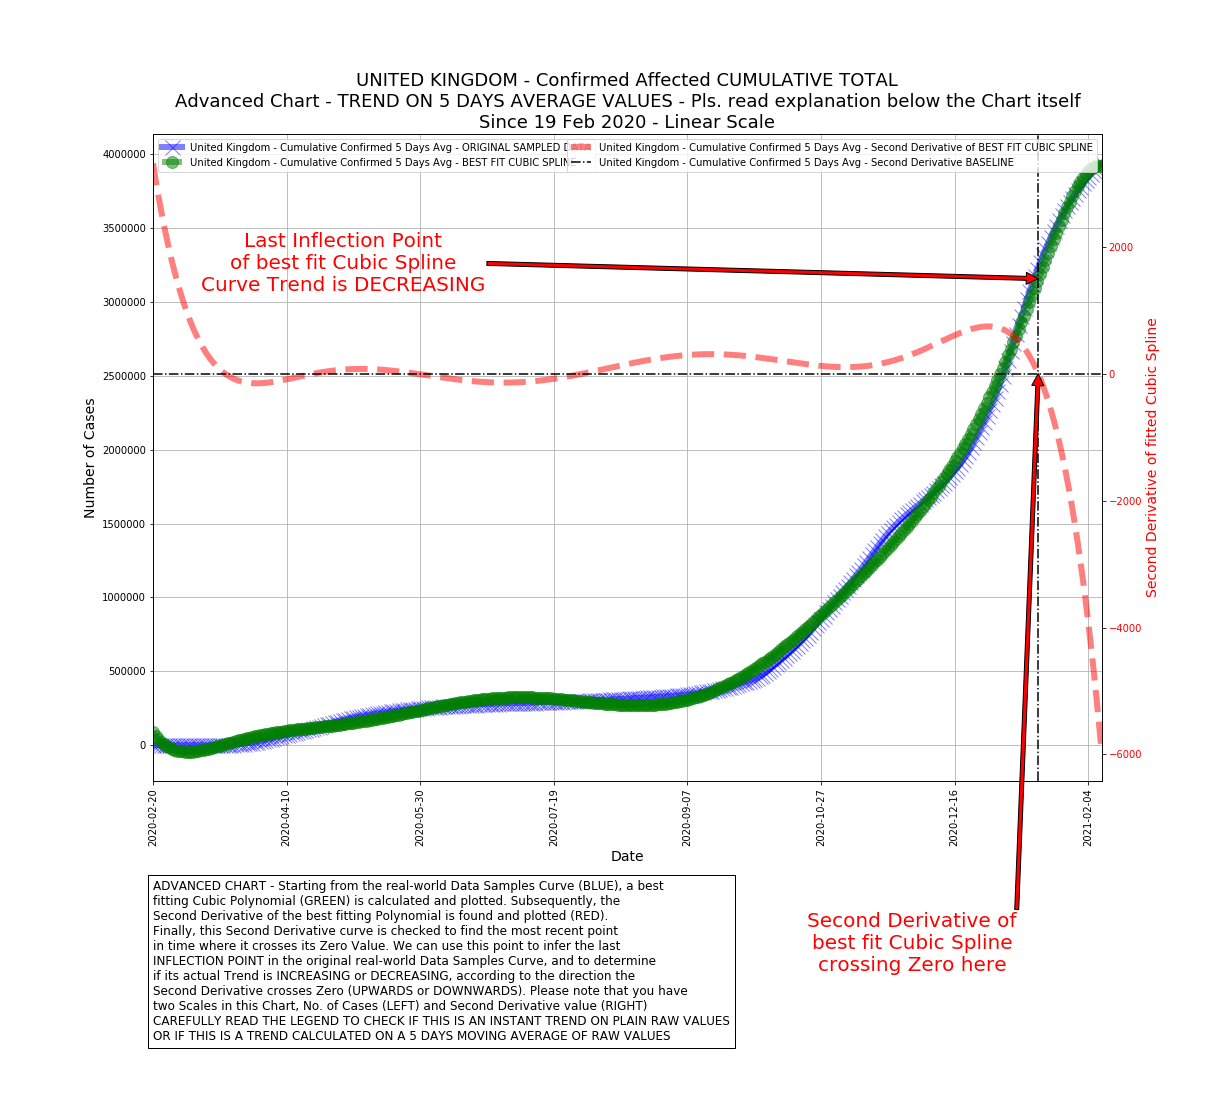 UNITED KINGDOM - Confirmed Affected CUMULATIVE TOTAL
Advanced Chart - TREND ON 5 DAYS AVERAGE VALUES - Pls. read explanation below the Chart itself
Since 19 Feb 2020 - Linear Scale
United Kingdom - Cumulative Confirmed 5 Days Avg - ORIGINAL SAMPLED D
United Kingdom - Cumulative Confirmed 5 Days Avg - BEST FIT CUBIC SPLIN
United Kingdom - Cumulative Confirmed 5 Days Avg - Second Derivative of BEST FIT CUBIC SPLINE
United Kingdom - Cumulative Confirmed 5 Days Avg - Second Derivative BASELINE
Last Inflection Point
of best fit Cubic Spline
Curve Trend is DECREASING
Number of Cases
4000000
3500000
3000000
2500000
2000000
1500000
1000000
500000
0
2000
0
−2000
−4000
−6000
Second Derivative of fitted Cubic Spline
2020-02-20
2020-04-10
2020-05-30
2020-07-19
2020-09-07
2020-10-27
2020-12-16
2021-02-04
Date
ADVANCED CHART - Starting from the real-world Data Samples Curve (BLUE), a best
fitting Cubic Polynomial (GREEN) is calculated and plotted. Subsequently, the
Second Derivative of the best fitting Polynomial is found and plotted (RED).
Finally, this Second Derivative curve is checked to find the most recent point
in time where it crosses its Zero Value. We can use this point to infer the last
INFLECTION POINT in the original real-world Data Samples Curve, and to determine
if its actual Trend is INCREASING or DECREASING, according to the direction the
Second Derivative crosses Zero (UPWARDS or DOWNWARDS). Please note that you have
two Scales in this Chart, No. of Cases (LEFT) and Second Derivative value (RIGHT)
CAREFULLY READ THE LEGEND TO CHECK IF THIS IS AN INSTANT TREND ON PLAIN RAW VALUES
OR IF THIS IS A TREND CALCULATED ON A 5 DAYS MOVING AVERAGE OF RAW VALUES
Second Derivative of
best fit Cubic Spline
crossing Zero here